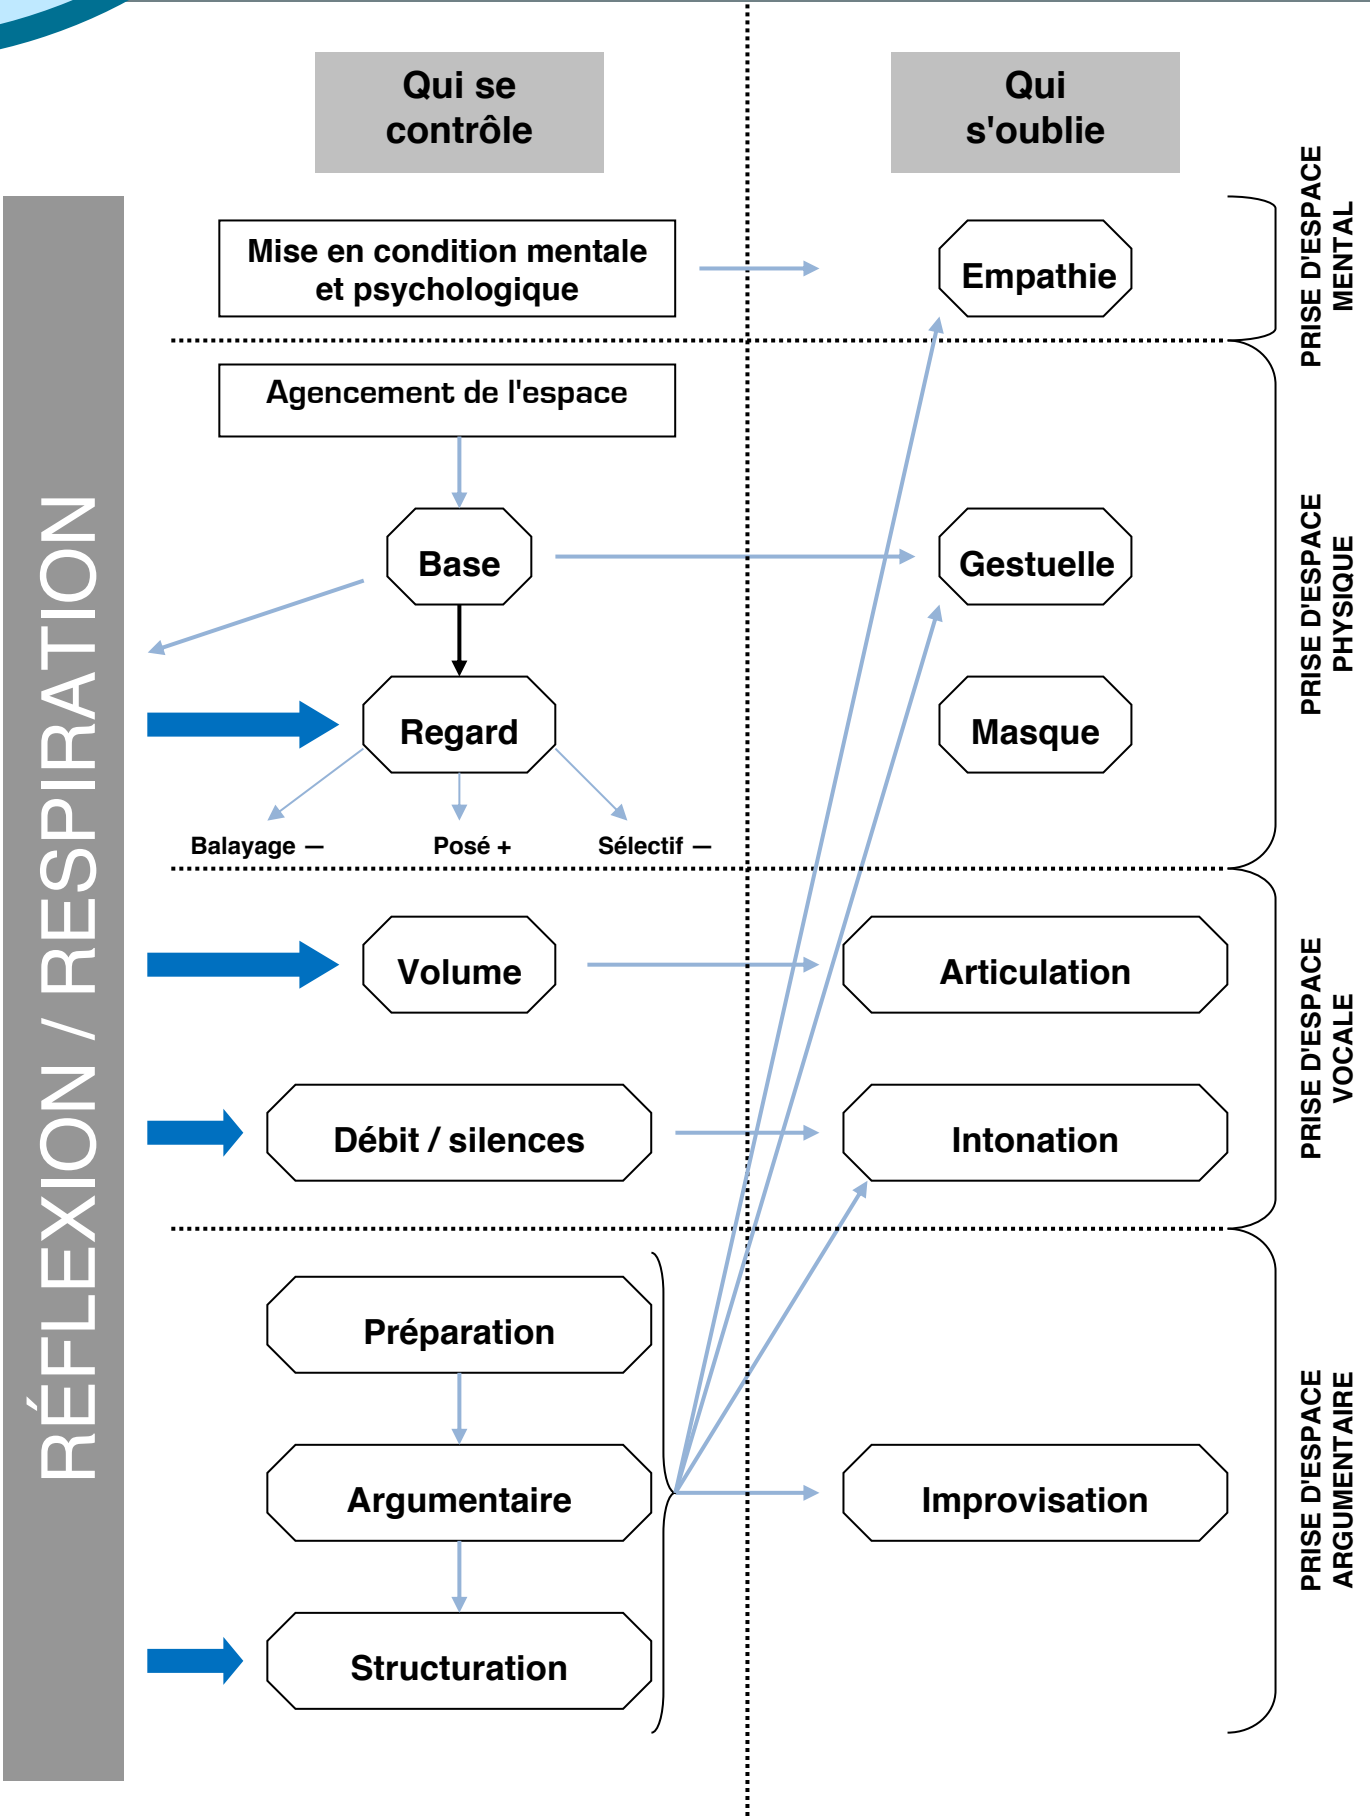 Qui se
contrôle
Qui
s'oublie
RÉFLEXION / RESPIRATION
Mise en condition mentale
et psychologique
Empathie
PRISE D'ESPACE
MENTAL
Agencement de l'espace
Base
Gestuelle
Regard
Masque
Balayage –
Posé +
Sélectif –
PRISE D'ESPACE
PHYSIQUE
Volume
Articulation
Débit / silences
Intonation
PRISE D'ESPACE
VOCALE
Préparation
Argumentaire
Improvisation
Structuration
PRISE D'ESPACE
ARGUMENTAIRE